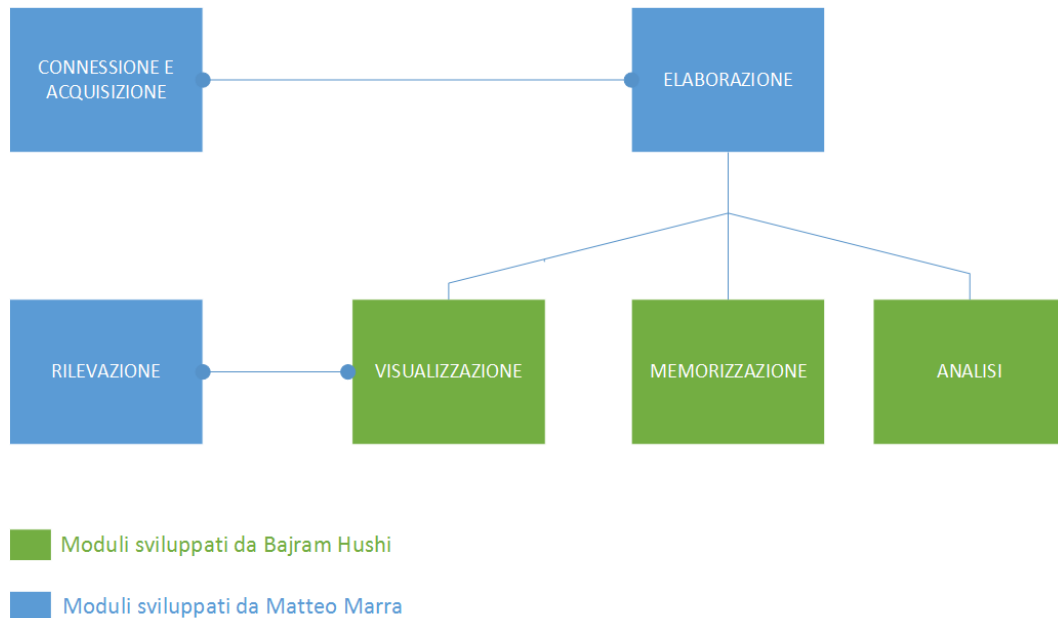 CONNESSIONE E
ACQUISIZIONE
ELABORAZIONE
RILEVAZIONE
VISUALIZZAZIONE
MEMORIZZAZIONE
ANALISI
Moduli sviluppati da Bajram Hushi
Moduli sviluppati da Matteo Marra